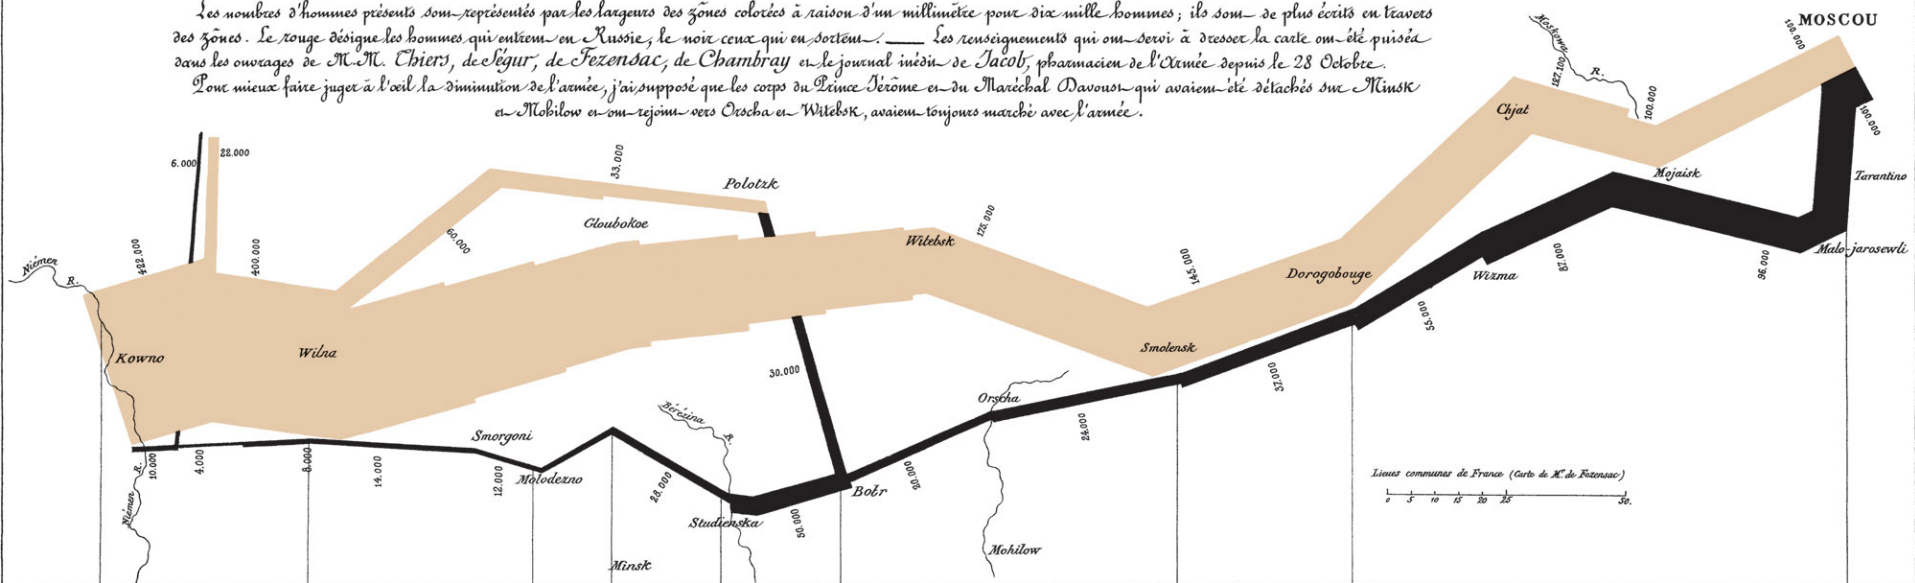 Les nombres d'hommes présents sont représentés par les largeurs des zônes colorées à raison d'un millimètre pour dix mille hommes; ils sont de plus écrits en travers
des zônes. Le rouge désigne les hommes qui entrent en Russie, le noir ceux qui en sortent. — Les renseignements qui ont servi à dresser la carte ont été puisés
dans les ouvrages de M.M. Thiers, de Ségur, de Fezensac, de Chambray et le journal inédit de Jacob, pharmacien de l'Armée depuis le 28 Octobre.
Pour mieux faire juger à l'œil la diminution de l'armée, j'ai supposé que les corps du Prince Jérôme et du Maréchal Davoust qui avaient été détachés sur Minsk
et Mohilow et ont rejoint vers Orscha et Witebsk, avaient toujours marché avec l'armée.
MOSCOU
100.000
Moskowa
R.
127.100
100.000
100.000
Chjat
Mojaisk
Tarantino
Malo-jarosewli
6.000
22.000
33.000
Polotzk
Gloubokoe
60.000
175.000
Witebsk
422.000
400.000
Niémen
R.
145.000
Dorogobouge
Wizma
87.000
96.000
55.000
Kowno
Wilna
Smolensk
30.000
37.000
Orscha
24.000
Bérézina
R.
Smorgoni
Molodezno
10.000
R.
Niémen
4.000
8.000
14.000
12.000
28.000
Studienska
50.000
Bobr
20.000
Minsk
Mohilow
Lieues communes de France (Carte de M. de Fezensac)
0 5 10 15 20 25 50.